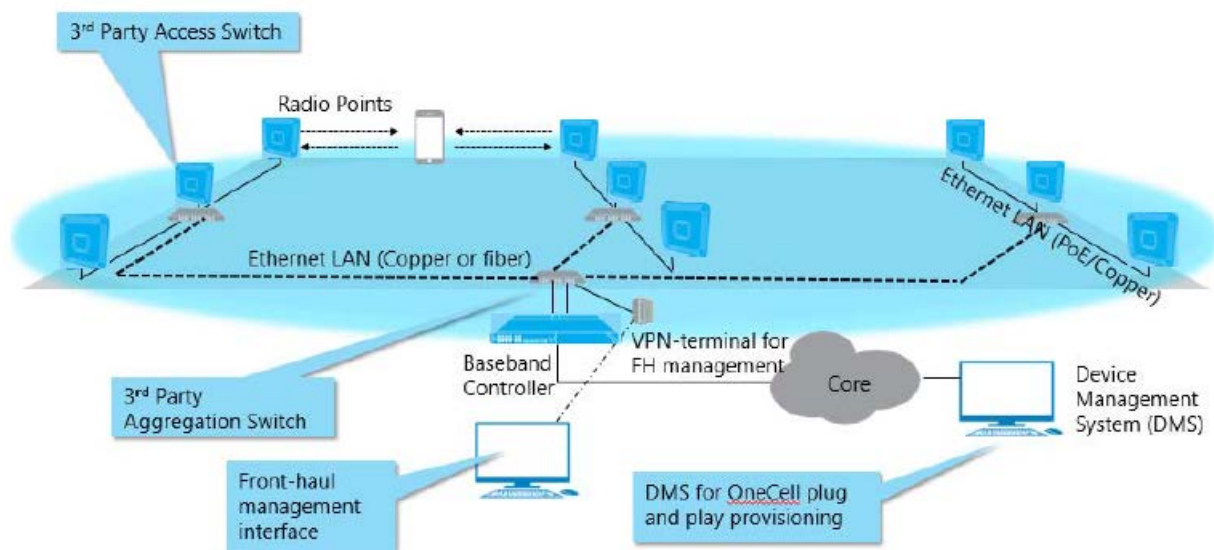 3rd Party Access Switch
Radio Points
Ethernet LAN (PoE/Copper)
Ethernet LAN (Copper or fiber)
VPN-terminal for
FH management
Baseband
Controller
Core
Device
Management
System (DMS)
3rd Party
Aggregation Switch
Front-haul
management
interface
DMS for OneCell plug
and play provisioning